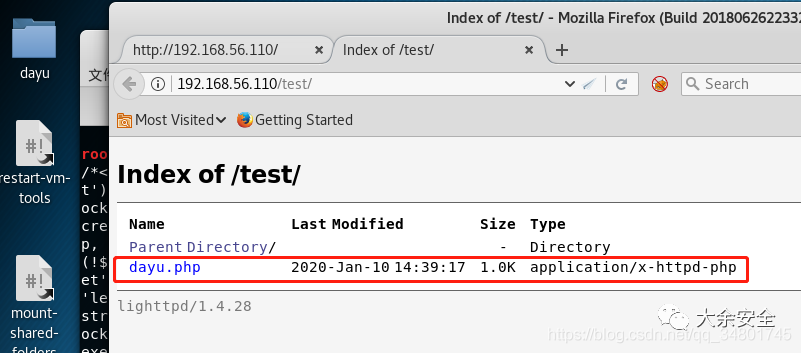 Index of /test/ - Mozilla Firefox (Build 2018062622332
http://192.168.56.110/
Index of /test/
192.168.56.110/test/
Search
Most Visited
Getting Started
dayu
文件
#!
restart-vm-
tools
#!
mount-
shared-
folders
roo
/*<
t')
ock
cre
p,
(!$
et'
'le
str
ock
exe
Index of /test/
Name Last Modified Size Type
Parent Directory/ - Directory
dayu.php 2020-Jan-10 14:39:17 1.0K application/x-httpd-php
lighttpd/1.4.28
大余安全
https://blog.csdn.net/qq_34801745